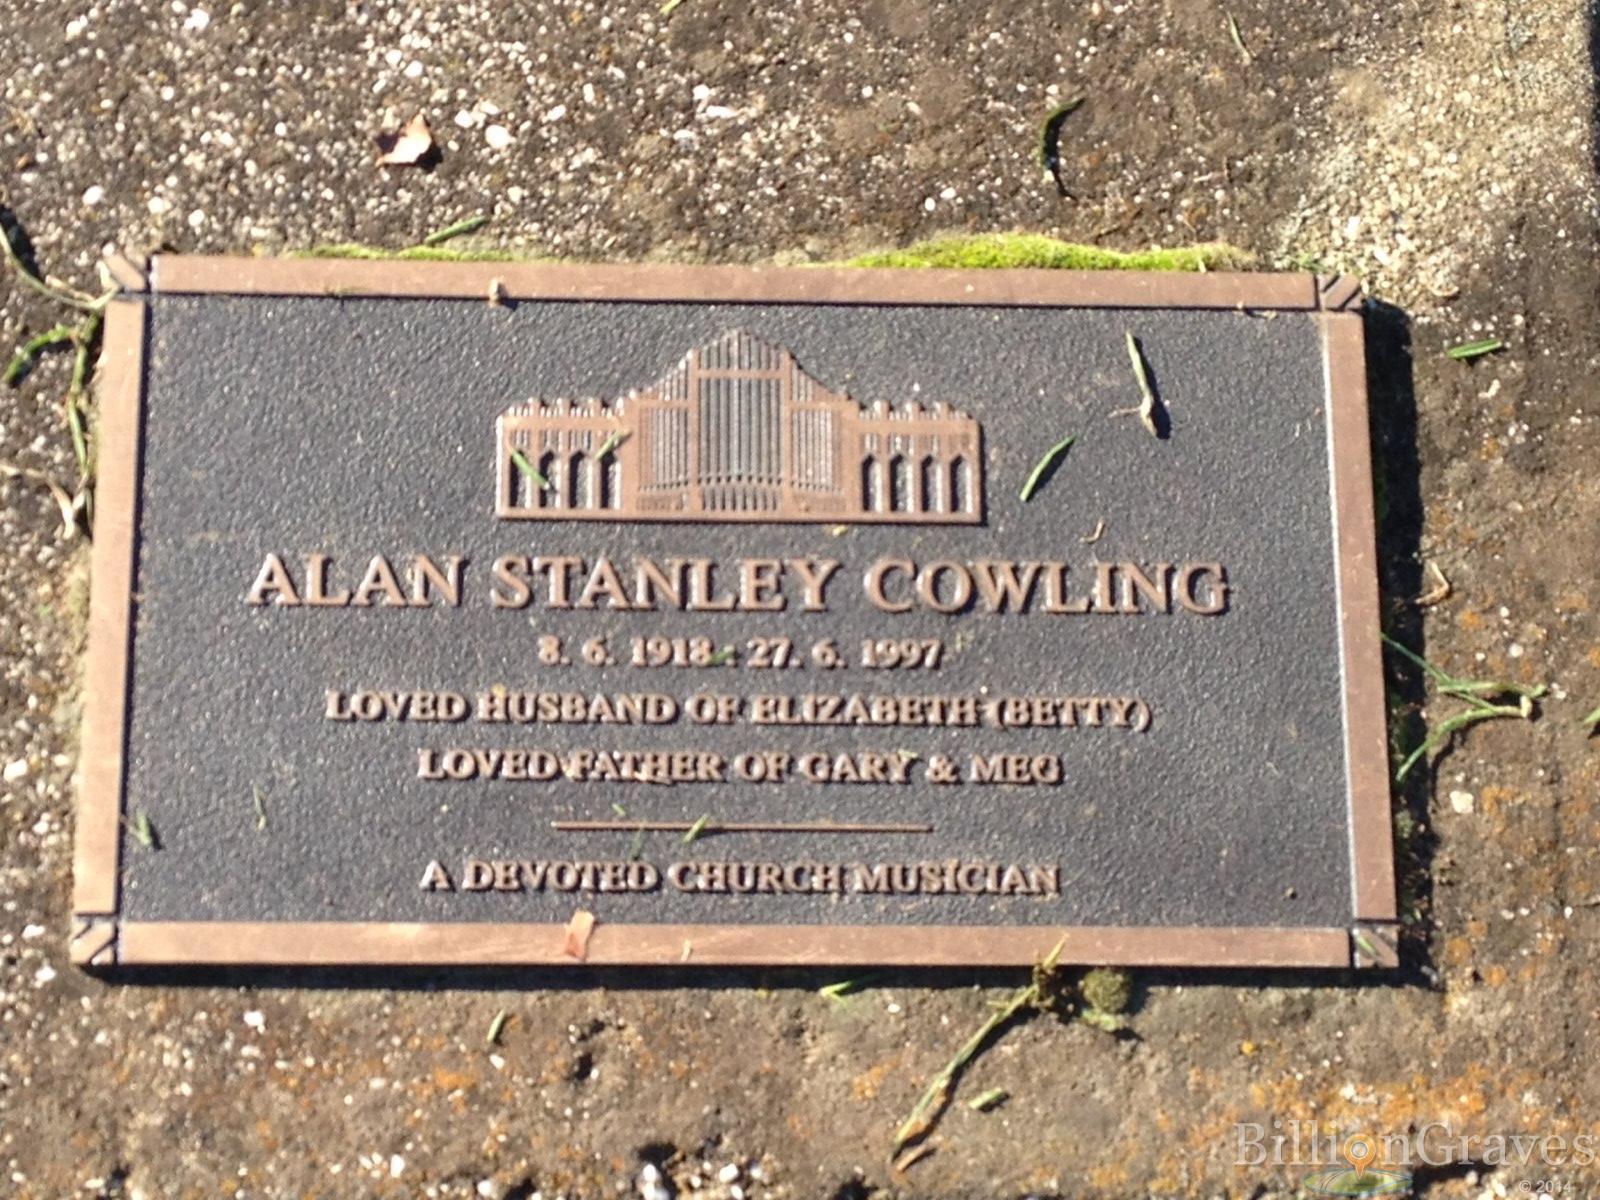 ALAN STANLEY COWLING
8. 6. 1918 : 27. 6. 1997
LOVED HUSBAND OF ELIZABETH (BETTY)
LOVED FATHER OF GARY & MEG
A DEVOTED CHURCH MUSICIAN
BillionGraves
© 2014